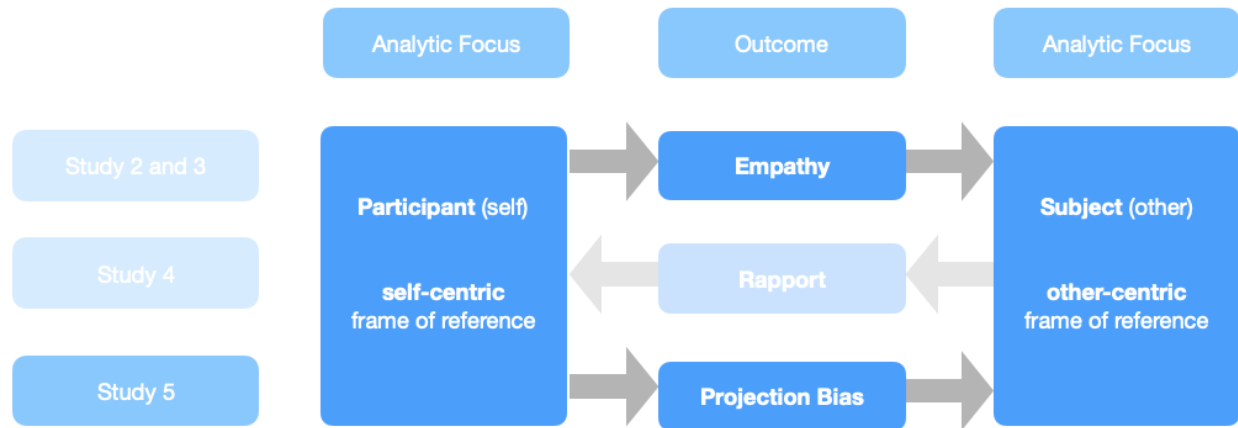 Analytic Focus
Outcome
Analytic Focus
Study 2 and 3
Empathy
Participant (self)
Subject (other)
Study 4
Rapport
self-centric
frame of reference
other-centric
frame of reference
Study 5
Projection Bias